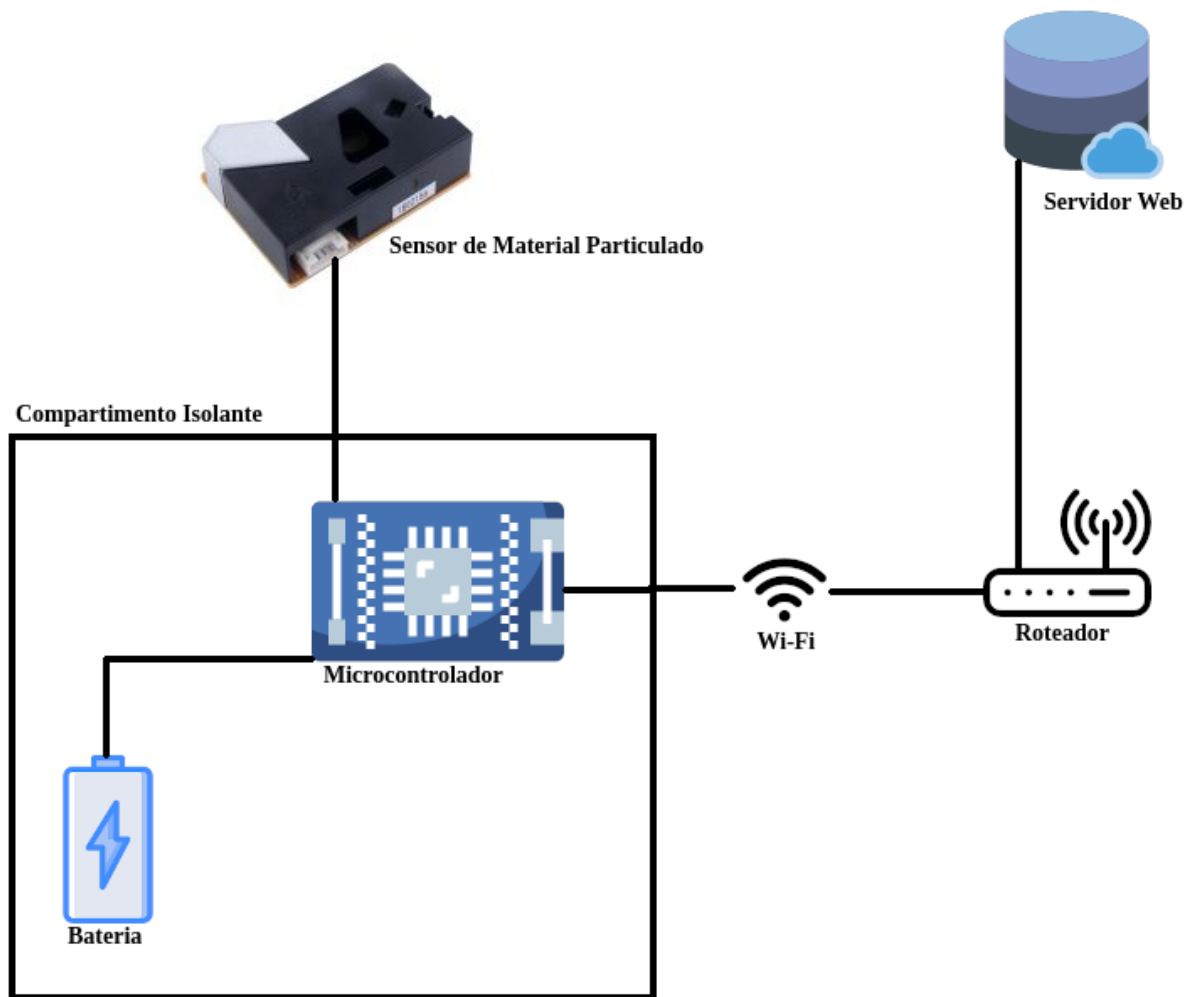 Servidor Web
Sensor de Material Particulado
Compartimento Isolante
Wi-Fi
Roteador
Microcontrolador
Bateria